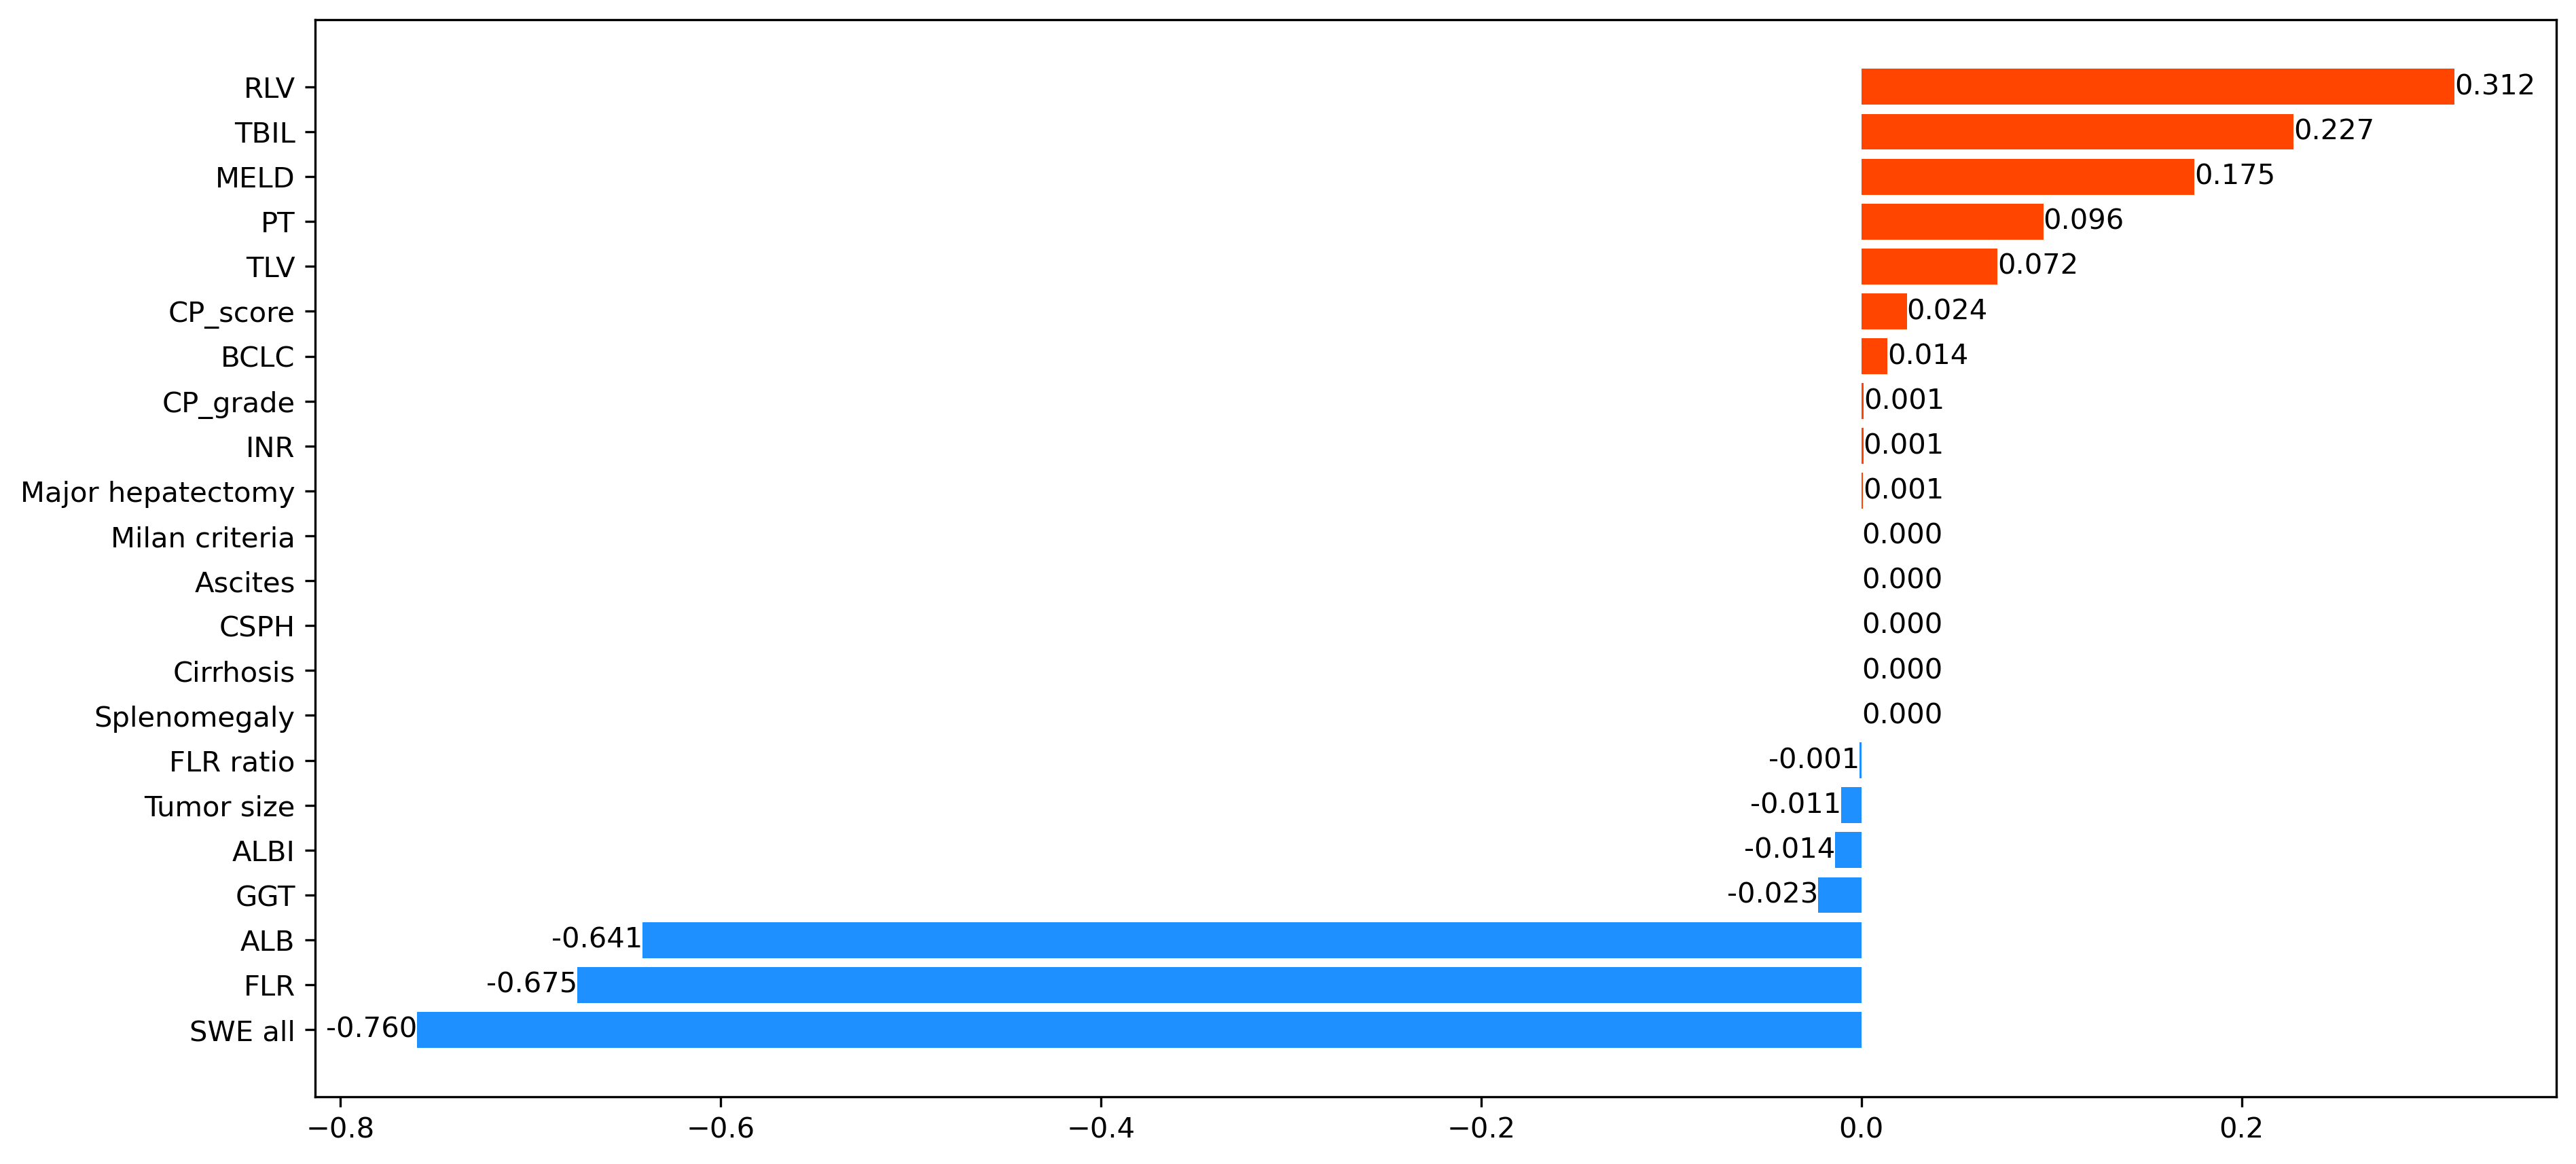 RLV 0.312
TBIL 0.227
MELD 0.175
PT 0.096
TLV 0.072
CP_score 0.024
BCLC 0.014
CP_grade 0.001
INR 0.001
Major hepatectomy 0.001
Milan criteria 0.000
Ascites 0.000
CSPH 0.000
Cirrhosis 0.000
Splenomegaly 0.000
FLR ratio -0.001
Tumor size -0.011
ALBI -0.014
GGT -0.023
ALB -0.641
FLR -0.675
SWE all -0.760
−0.8 −0.6 −0.4 −0.2 0.0 0.2